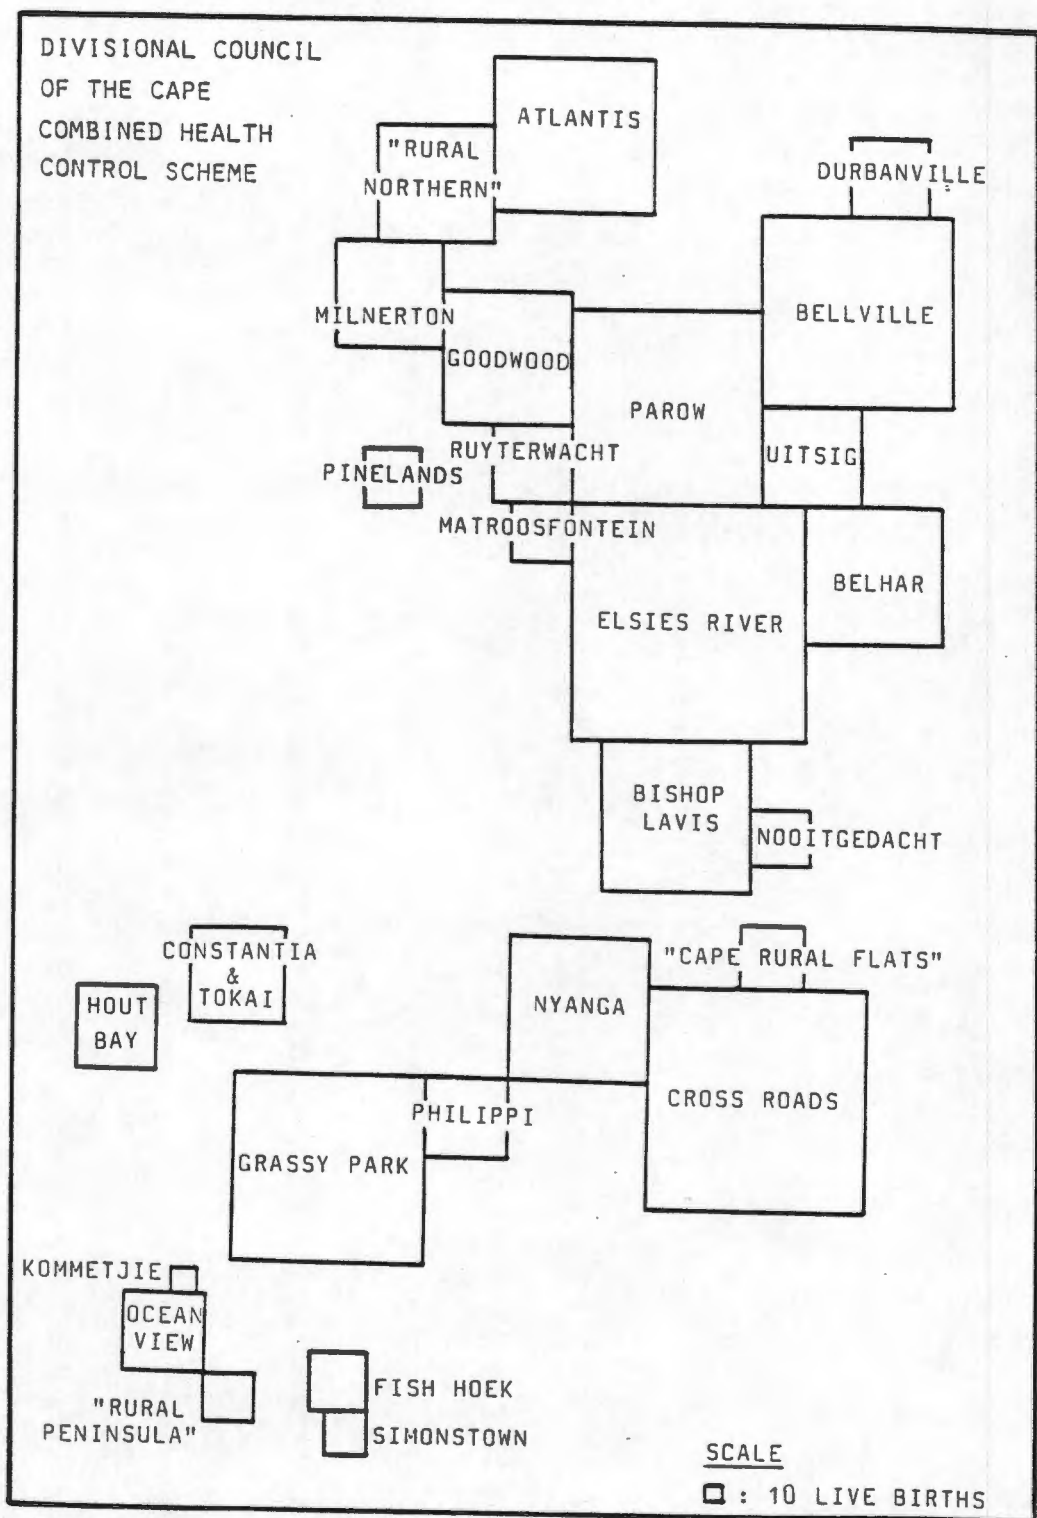 DIVISIONAL COUNCIL
OF THE CAPE
COMBINED HEALTH
CONTROL SCHEME
ATLANTIS
"RURAL
NORTHERN"
DURBANVILLE
MILNERTON
BELLVILLE
GOODWOOD
PAROW
RUYTERWACHT
UITSIG
PINELANDS
MATROOSFONTEIN
BELHAR
ELSIES RIVER
BISHOP
LAVIS
NOOITGEDACHT
CONSTANTIA
&
TOKAI
"CAPE RURAL FLATS"
HOUT
BAY
NYANGA
CROSS ROADS
PHILIPPI
GRASSY PARK
KOMMETJIE
OCEAN
VIEW
"RURAL
PENINSULA"
FISH HOEK
SIMONSTOWN
SCALE
: 10 LIVE BIRTHS